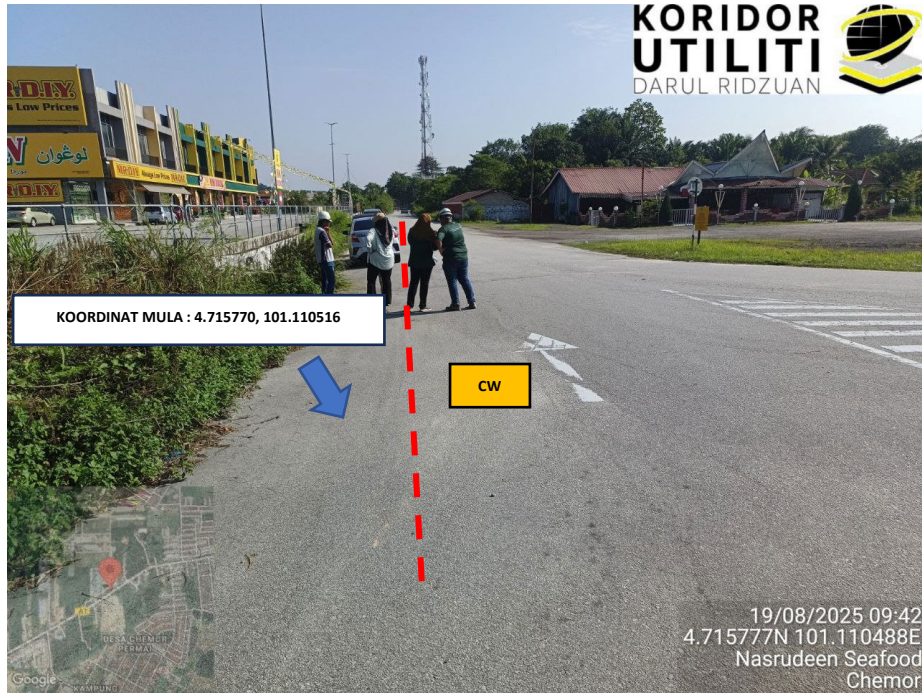 KORIDOR
UTILITI
DARUL RIDZUAN
R.D.I.Y.
s Low Prices
لوغوان
R.D.I.Y.
KOORDINAT MULA : 4.715770, 101.110516
CW
DESA CHEMOR
PERMAI
KAMPUNG
Google
19/08/2025 09:42
4.715777N 101.110488E
Nasrudeen Seafood
Chemor